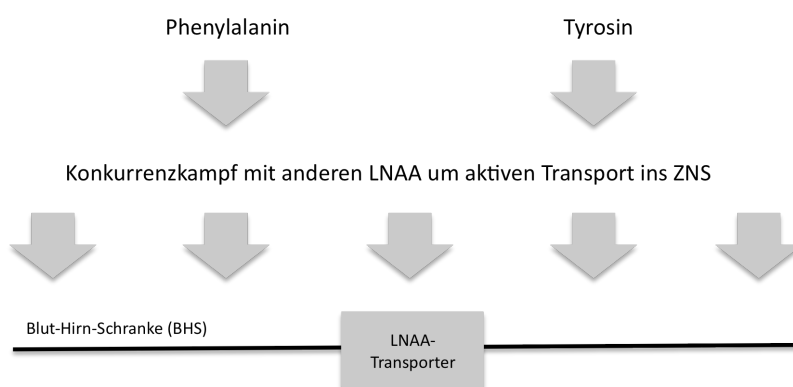 Phenylalanin
Tyrosin
Konkurrenzkampf mit anderen LNAA um aktiven Transport ins ZNS
Blut-Hirn-Schranke (BHS)
LNAA-
Transporter